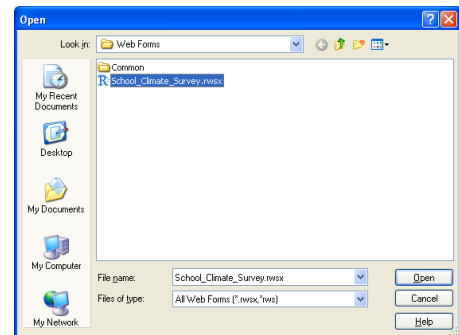 Open
Look in:
Web Forms
Common
School_Climate_Survey.rwsx
My Recent
Documents
Desktop
My Documents
My Computer
My Network
File name:
School_Climate_Survey.rwsx
Open
Files of type:
All Web Forms (*.rwsx,*rws)
Cancel
Help